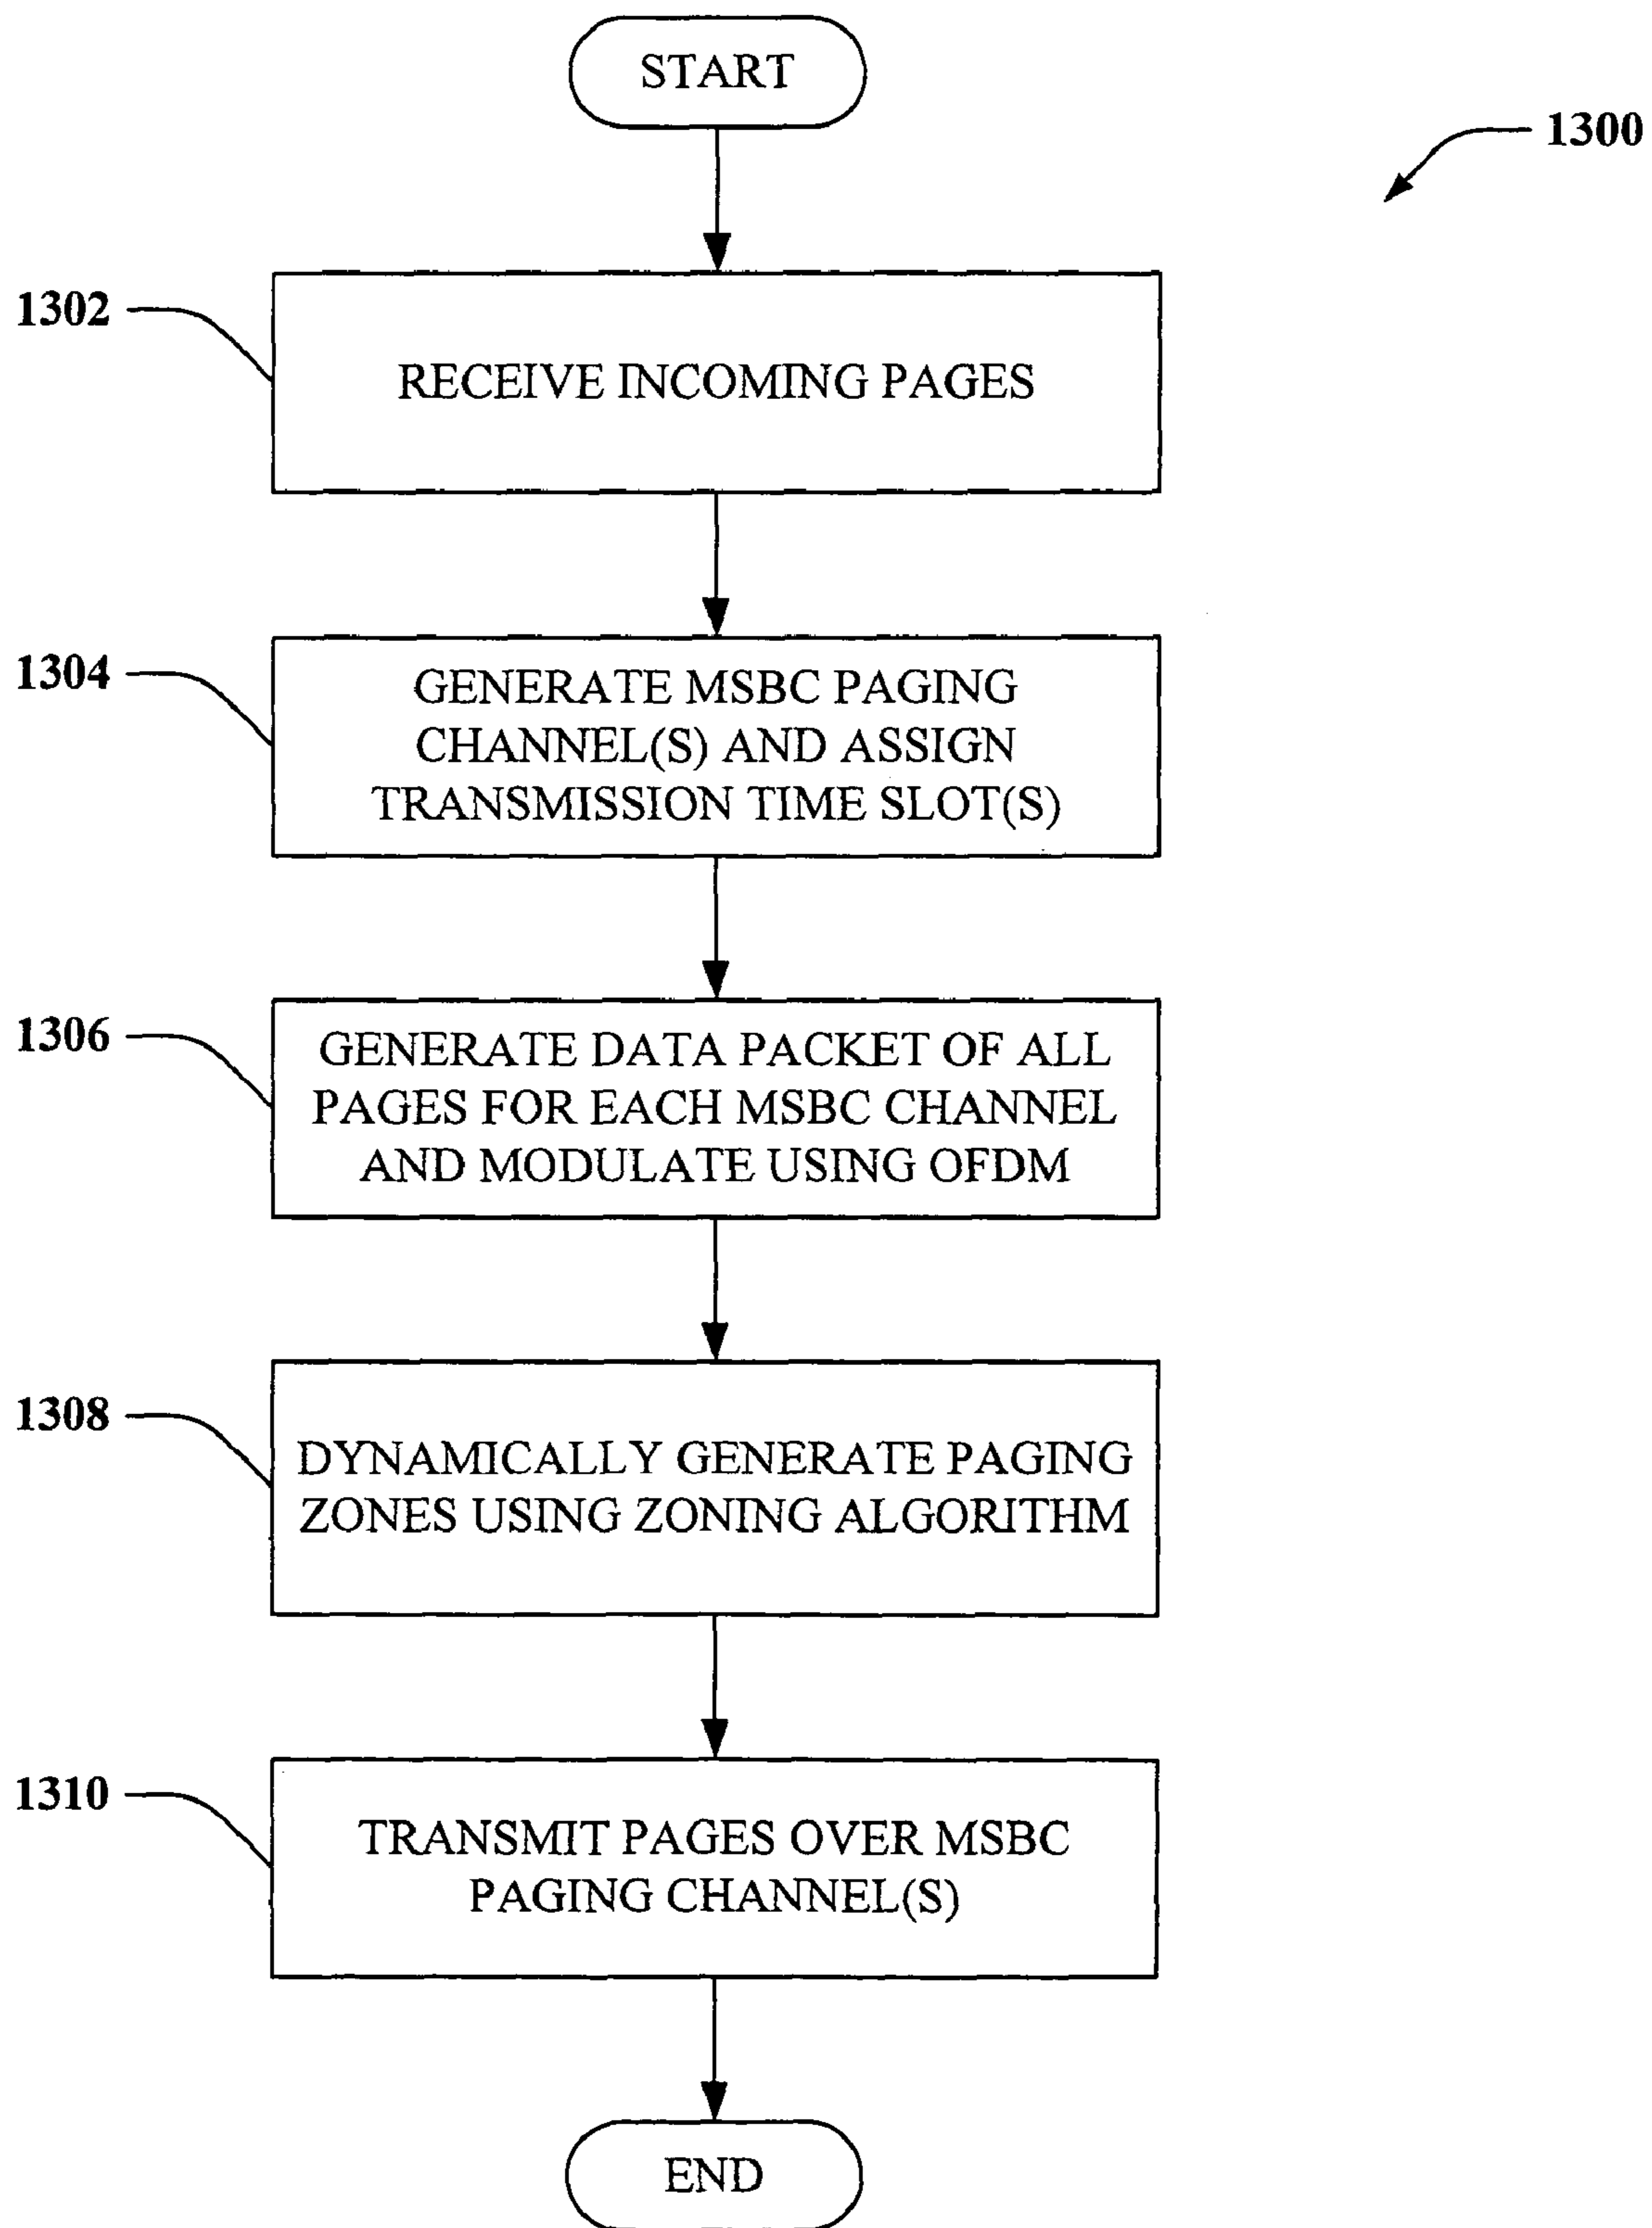 START
1300
1302
RECEIVE INCOMING PAGES
1304
GENERATE MSBC PAGING
CHANNEL(S) AND ASSIGN
TRANSMISSION TIME SLOT(S)
1306
GENERATE DATA PACKET OF ALL
PAGES FOR EACH MSBC CHANNEL
AND MODULATE USING OFDM
1308
DYNAMICALLY GENERATE PAGING
ZONES USING ZONING ALGORITHM
1310
TRANSMIT PAGES OVER MSBC
PAGING CHANNEL(S)
END